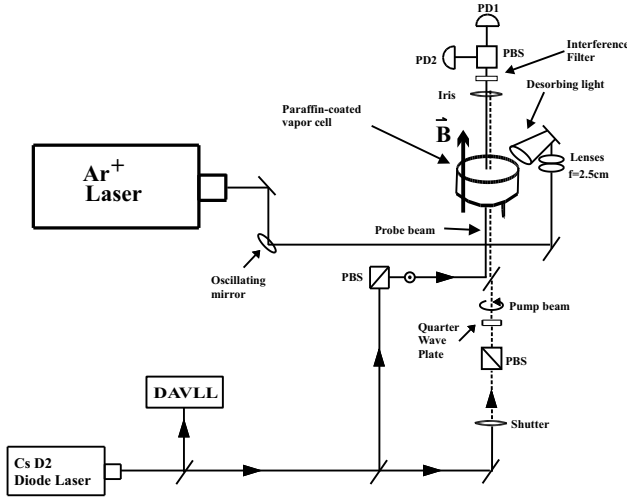 PD1
PBS
PD2
Interference
Filter
Desorbing light
Iris
Paraffin-coated
vapor cell
B
Lenses
f=2.5cm
Ar+
Laser
Probe beam
Oscillating
mirror
PBS
Pump beam
Quarter
Wave
Plate
PBS
DAVLL
Shutter
Cs D2
Diode Laser